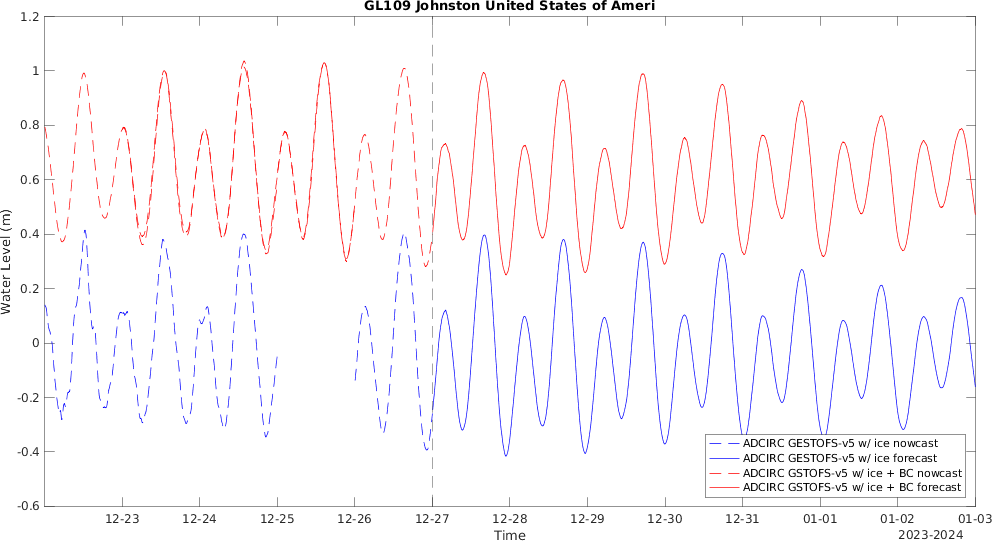 GL109 Johnston United States of Ameri
Water Level (m)
1.2
1
0.8
0.6
0.4
0.2
0
-0.2
-0.4
-0.6
ADCIRC GESTOFS-v5 w/ ice nowcast
ADCIRC GESTOFS-v5 w/ ice forecast
ADCIRC GSTOFS-v5 w/ ice + BC nowcast
ADCIRC GSTOFS-v5 w/ ice + BC forecast
12-23 12-24 12-25 12-26 12-27 12-28 12-29 12-30 12-31 01-01 01-02 01-03
Time
2023-2024